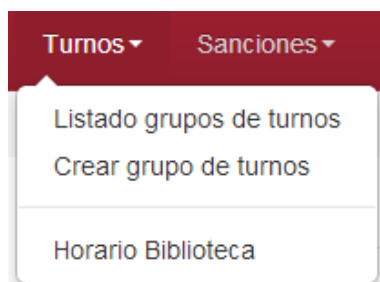 Turnos Sanciones
Listado grupos de turnos
Crear grupo de turnos
Horario Biblioteca